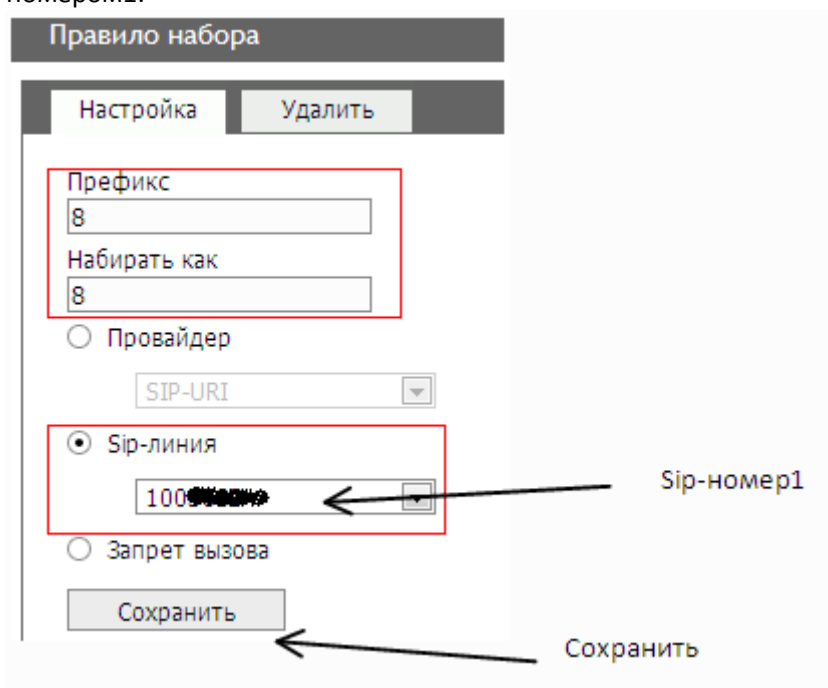 Правило набора
Настройка Удалить
Префикс
8
Набирать как
8
Провайдер
SIP-URI
Sip-линия
100
Sip-номер1
Запрет вызова
Сохранить
Сохранить